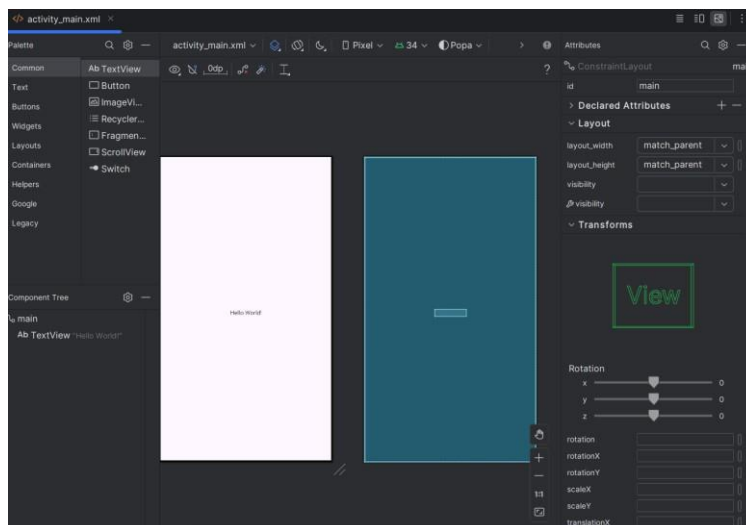 activity_main.xml
Palette
activity_main.xml
Pixel
34
Popa
Attributes
Common
Text
Buttons
Widgets
Layouts
Containers
Helpers
Google
Legacy
Ab TextView
Button
ImageVi...
Recycler...
Fragmen...
ScrollView
Switch
0dp
?
ConstraintLayout
ma
id
main
Declared Attributes
Layout
layout_width
match_parent
layout_height
match_parent
visibility
visibility
Transforms
View
Hello World!
Component Tree
main
Ab TextView "Hello World!"
Rotation
x 0
y 0
z 0
1:1
rotation
rotationX
rotationY
scaleX
scaleY
translationX